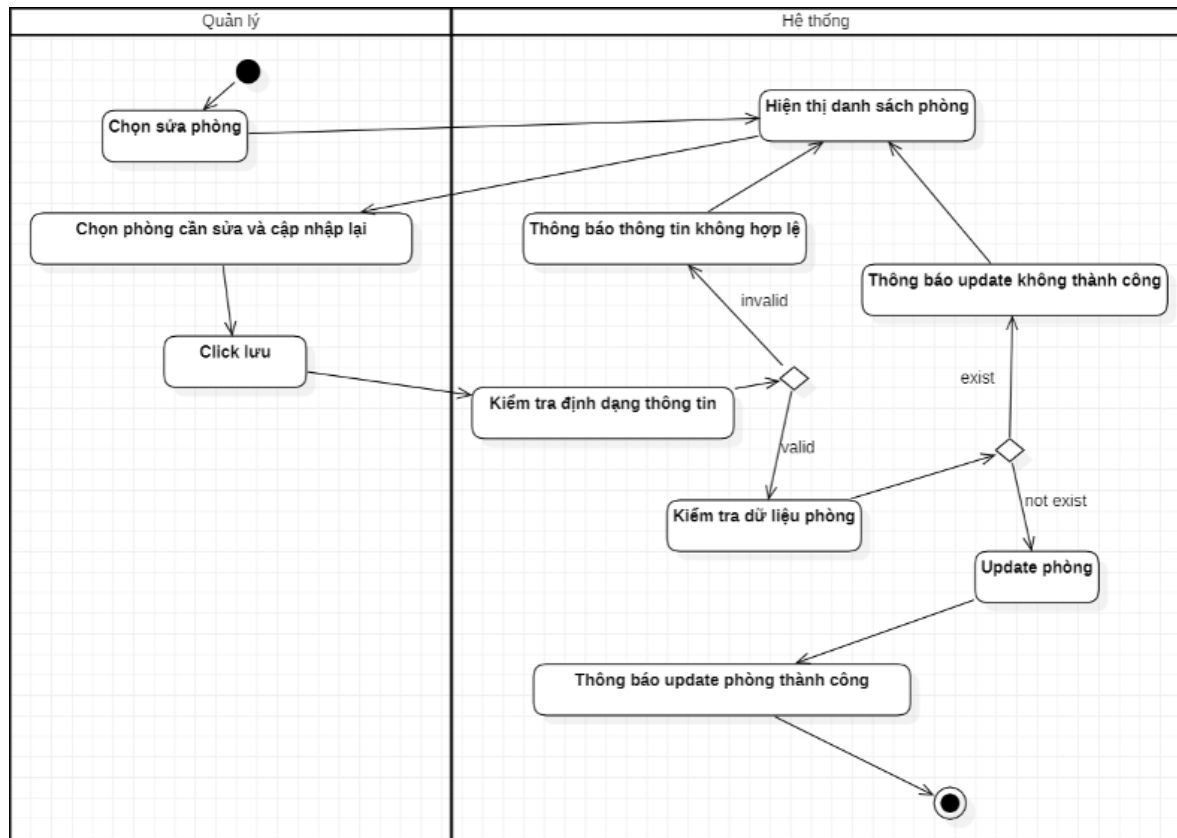 Quản lý
Hệ thống
Chọn sửa phòng
Hiện thị danh sách phòng
Chọn phòng cần sửa và cập nhập lại
Thông báo thông tin không hợp lệ
Thông báo update không thành công
invalid
Click lưu
Kiểm tra định dạng thông tin
exist
valid
Kiểm tra dữ liệu phòng
not exist
Update phòng
Thông báo update phòng thành công